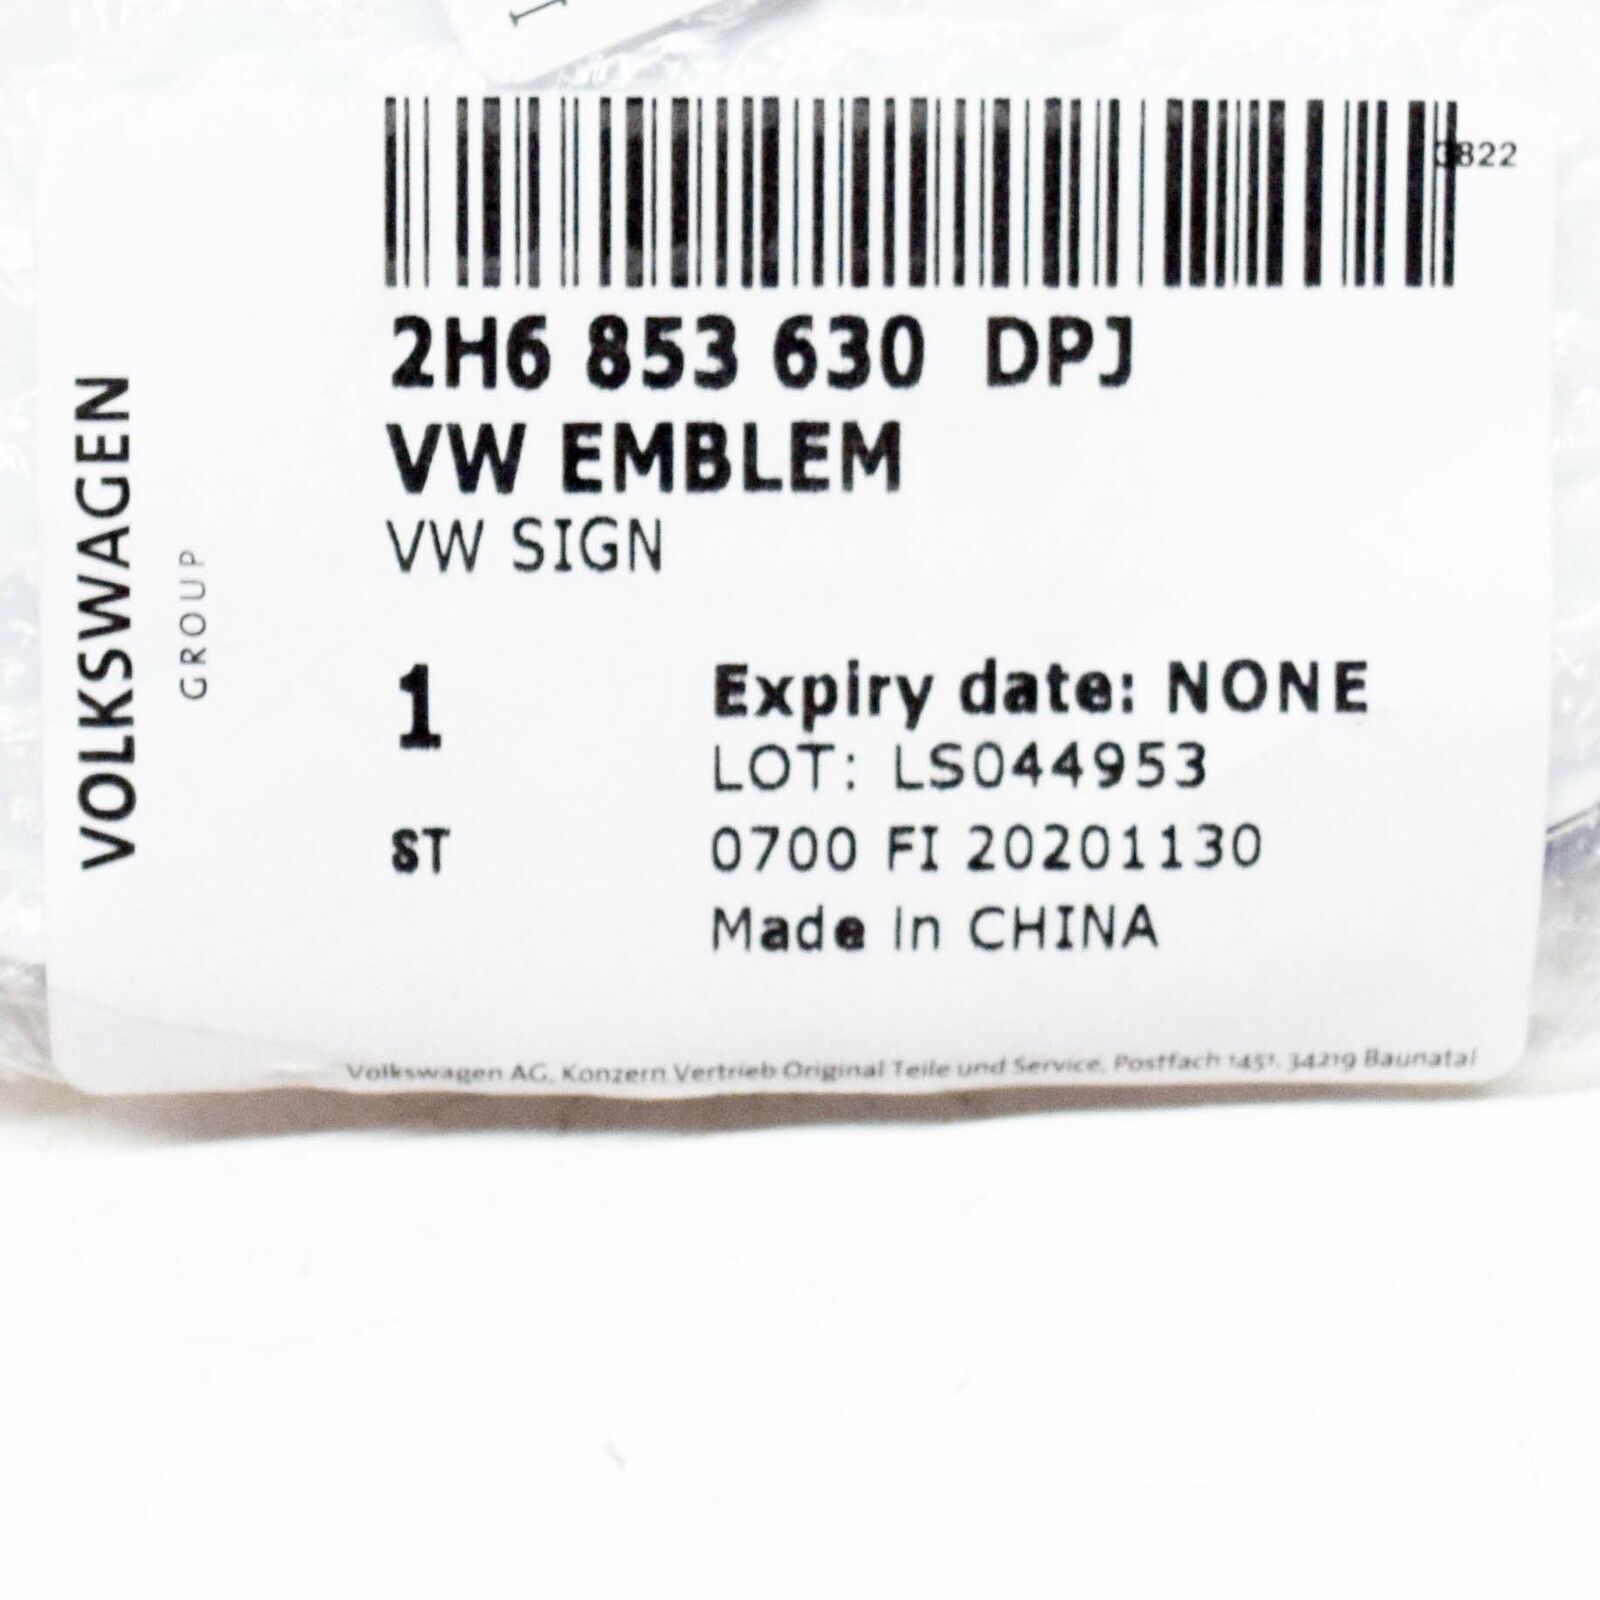 3822
2H6 853 630 DPJ
VW EMBLEM
VW SIGN
VOLKSWAGEN
GROUP
1
Expiry date: NONE
LOT: LS044953
ST
0700 FI 20201130
Made in CHINA
Volkswagen AG, Konzern Vertrieb Original Teile und Service, Postfach 1451, 34219 Baunatal